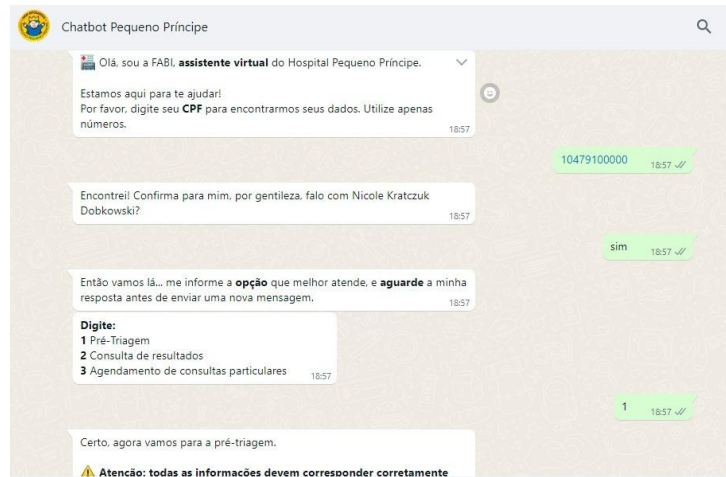 Chatbot Pequeno Príncipe
Olá, sou a FABI, assistente virtual do Hospital Pequeno Príncipe.
Estamos aqui para te ajudar!
Por favor, digite seu CPF para encontrarmos seus dados. Utilize apenas
números.
18:57
10479100000
18:57
Encontrei! Confirma para mim, por gentileza, falo com Nicole Kratczuk
Dobkowski?
18:57
sim
18:57
Então vamos lá... me informe a opção que melhor atende, e aguarde a minha
resposta antes de enviar uma nova mensagem.
18:57
Digite:
1 Pré-Triagem
2 Consulta de resultados
3 Agendamento de consultas particulares
18:57
1
18:57
Certo, agora vamos para a pré-triagem.
Atenção: todas as informações devem corresponder corretamente